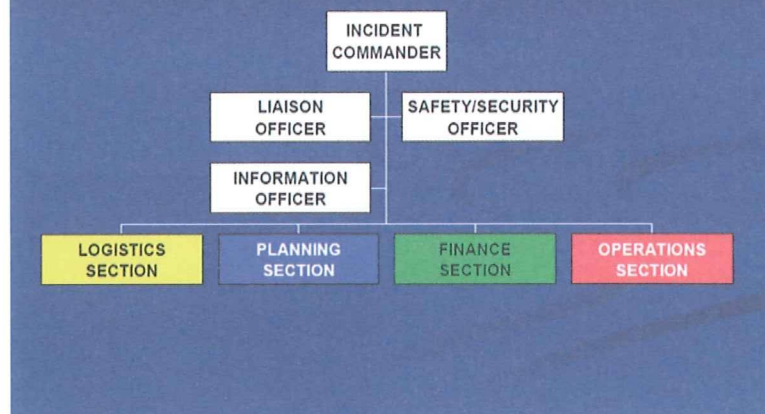 INCIDENT
COMMANDER
LIAISON
OFFICER
SAFETY/SECURITY
OFFICER
INFORMATION
OFFICER
LOGISTICS
SECTION
PLANNING
SECTION
FINANCE
SECTION
OPERATIONS
SECTION